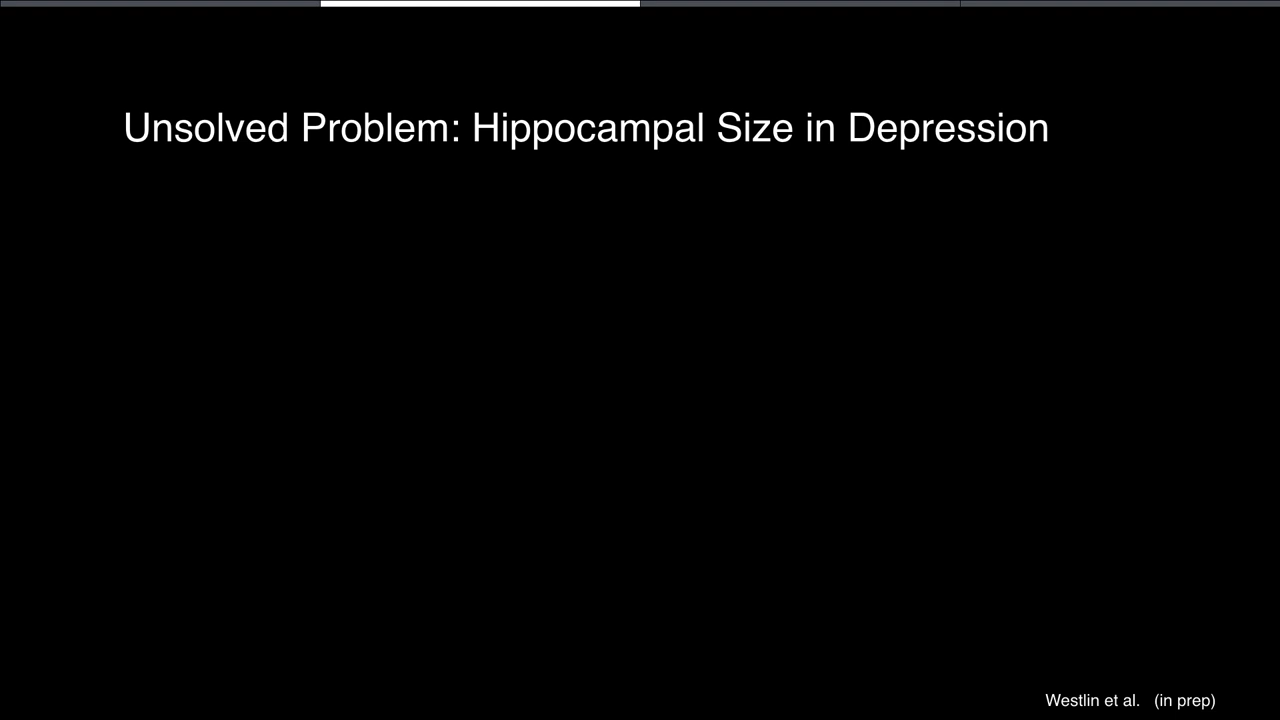 Unsolved Problem: Hippocampal Size in Depression
Westlin et al. (in prep)